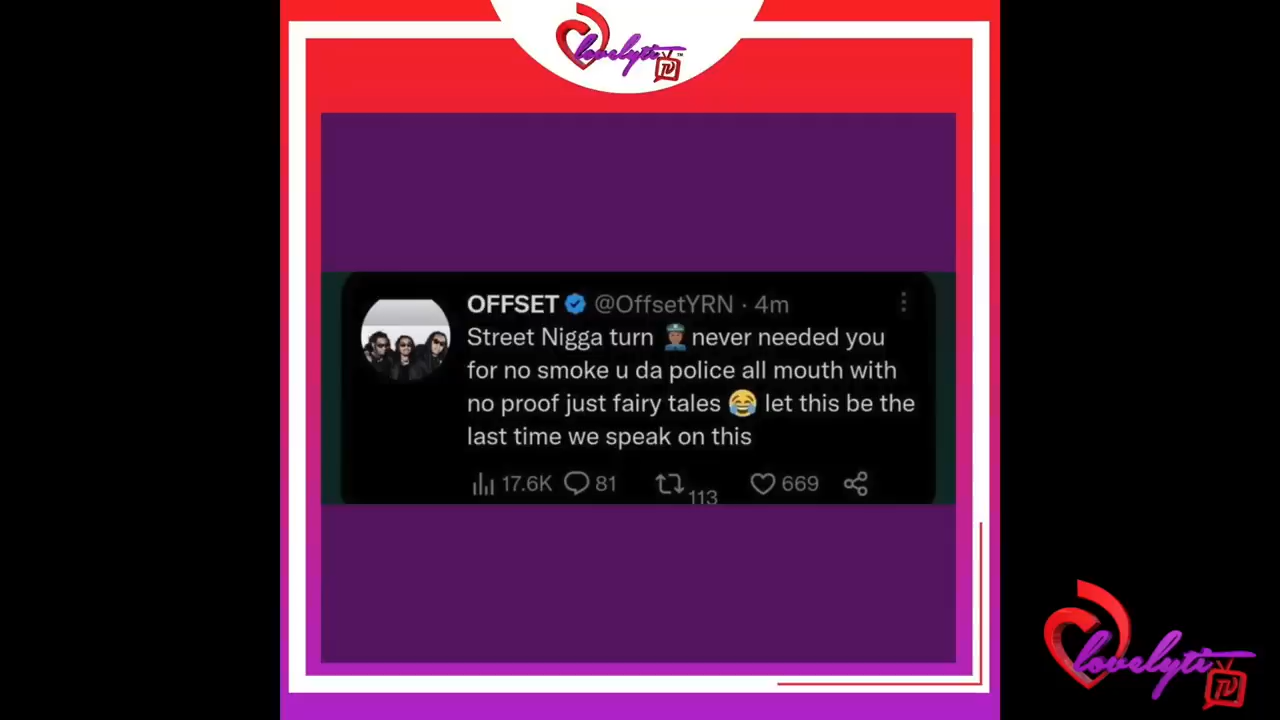 lovelyti TV
OFFSET @OffsetYRN · 4m
Street Nigga turn 👮🏾never needed you
for no smoke u da police all mouth with
no proof just fairy tales 😂 let this be the
last time we speak on this
17.6K 81 113 669
lovelyti TV